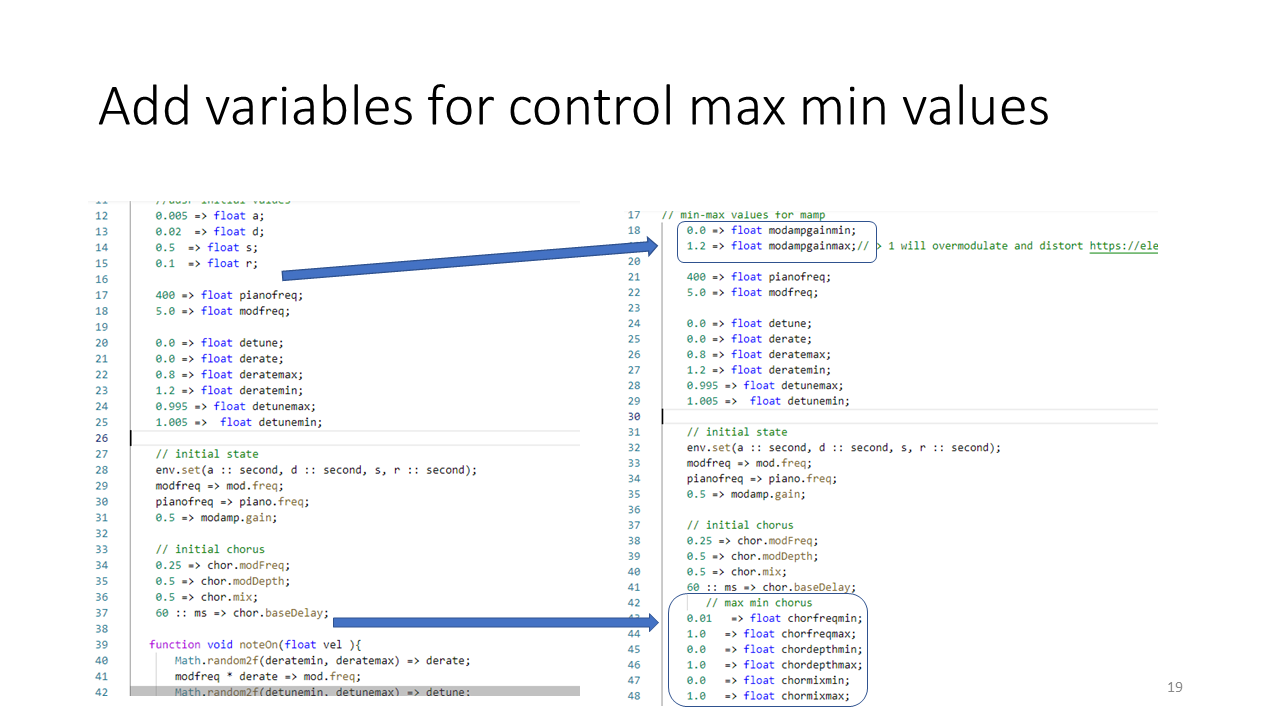 Add variables for control max min values
11 //adsr initial values
12 0.005 => float a;
13 0.02 => float d;
14 0.5 => float s;
15 0.1 => float r;
16
17 400 => float pianofreq;
18 5.0 => float modfreq;
19
20 0.0 => float detune;
21 0.0 => float derate;
22 0.8 => float deratemax;
23 1.2 => float deratemin;
24 0.995 => float detunemax;
25 1.005 => float detunemin;
26
27 // initial state
28 env.set(a :: second, d :: second, s, r :: second);
29 modfreq => mod.freq;
30 pianofreq => piano.freq;
31 0.5 => modamp.gain;
32
33 // initial chorus
34 0.25 => chor.modFreq;
35 0.5 => chor.modDepth;
36 0.5 => chor.mix;
37 60 :: ms => chor.baseDelay;
38
39 function void noteOn(float vel ){
40 Math.random2f(deratemin, deratemax) => derate;
41 modfreq * derate => mod.freq;
42 Math.random2f(detunemin, detunemax) => detune;
17 // min-max values for mamp
18 0.0 => float modampgainmin;
1.2 => float modampgainmax;// > 1 will overmodulate and distort https://ele
20
21 400 => float pianofreq;
22 5.0 => float modfreq;
23
24 0.0 => float detune;
25 0.0 => float derate;
26 0.8 => float deratemax;
27 1.2 => float deratemin;
28 0.995 => float detunemax;
29 1.005 => float detunemin;
30
31 // initial state
32 env.set(a :: second, d :: second, s, r :: second);
33 modfreq => mod.freq;
34 pianofreq => piano.freq;
35 0.5 => modamp.gain;
36
37 // initial chorus
38 0.25 => chor.modFreq;
39 0.5 => chor.modDepth;
40 0.5 => chor.mix;
41 60 :: ms => chor.baseDelay;
42 // max min chorus
43 0.01 => float chorfreqmin;
44 1.0 => float chorfreqmax;
45 0.0 => float chordepthmin;
46 1.0 => float chordepthmax;
47 0.0 => float chormixmin;
48 1.0 => float chormixmax;
19